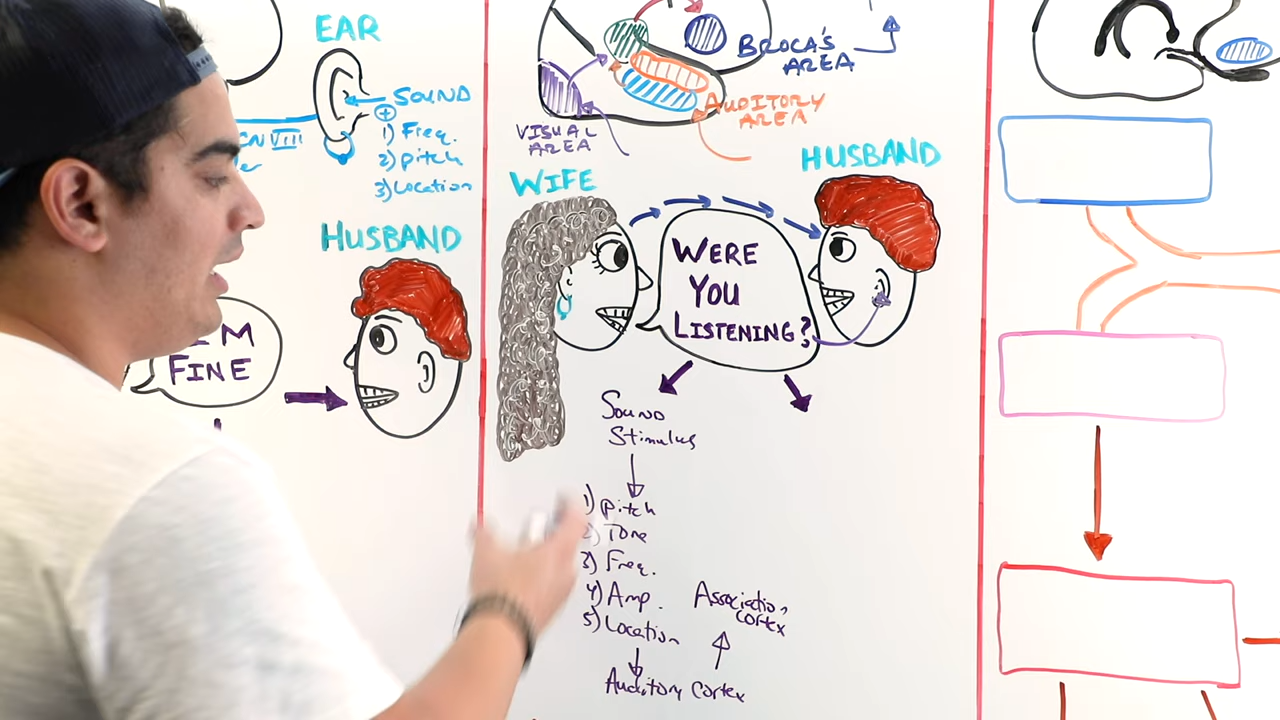 EAR
SOUND
1) Freq.
2) pitch
3) Location
CN VIII
HUSBAND
FINE
BROCA'S
AREA
AUDITORY
AREA
VISUAL
AREA
WIFE
HUSBAND
WERE
YOU
LISTENING?
Sound
Stimulus
1) pitch
2) Tone
3) Freq.
4) Amp.
5) Location
Auditory Cortex
Association
Cortex